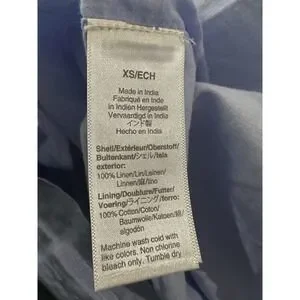 XS/ECH
Made in India
Fabriqué en Inde
in Indien Hergestellt
Vervaardigd in India
インド製
Hecho en India
Shell/Extérieur/Oberstoff/
Buitenkant/シェル/tela
exterior:
100% Linen/Lin/Leinen/
Linnen/麻/lino
Lining/Doublure/Futter/
Voering/ライニング/forro:
100% Cotton/Coton/
Baumwolle/Katoen/綿/
algodón
Machine wash cold with
like colors. Non chlorine
bleach only. Tumble dry